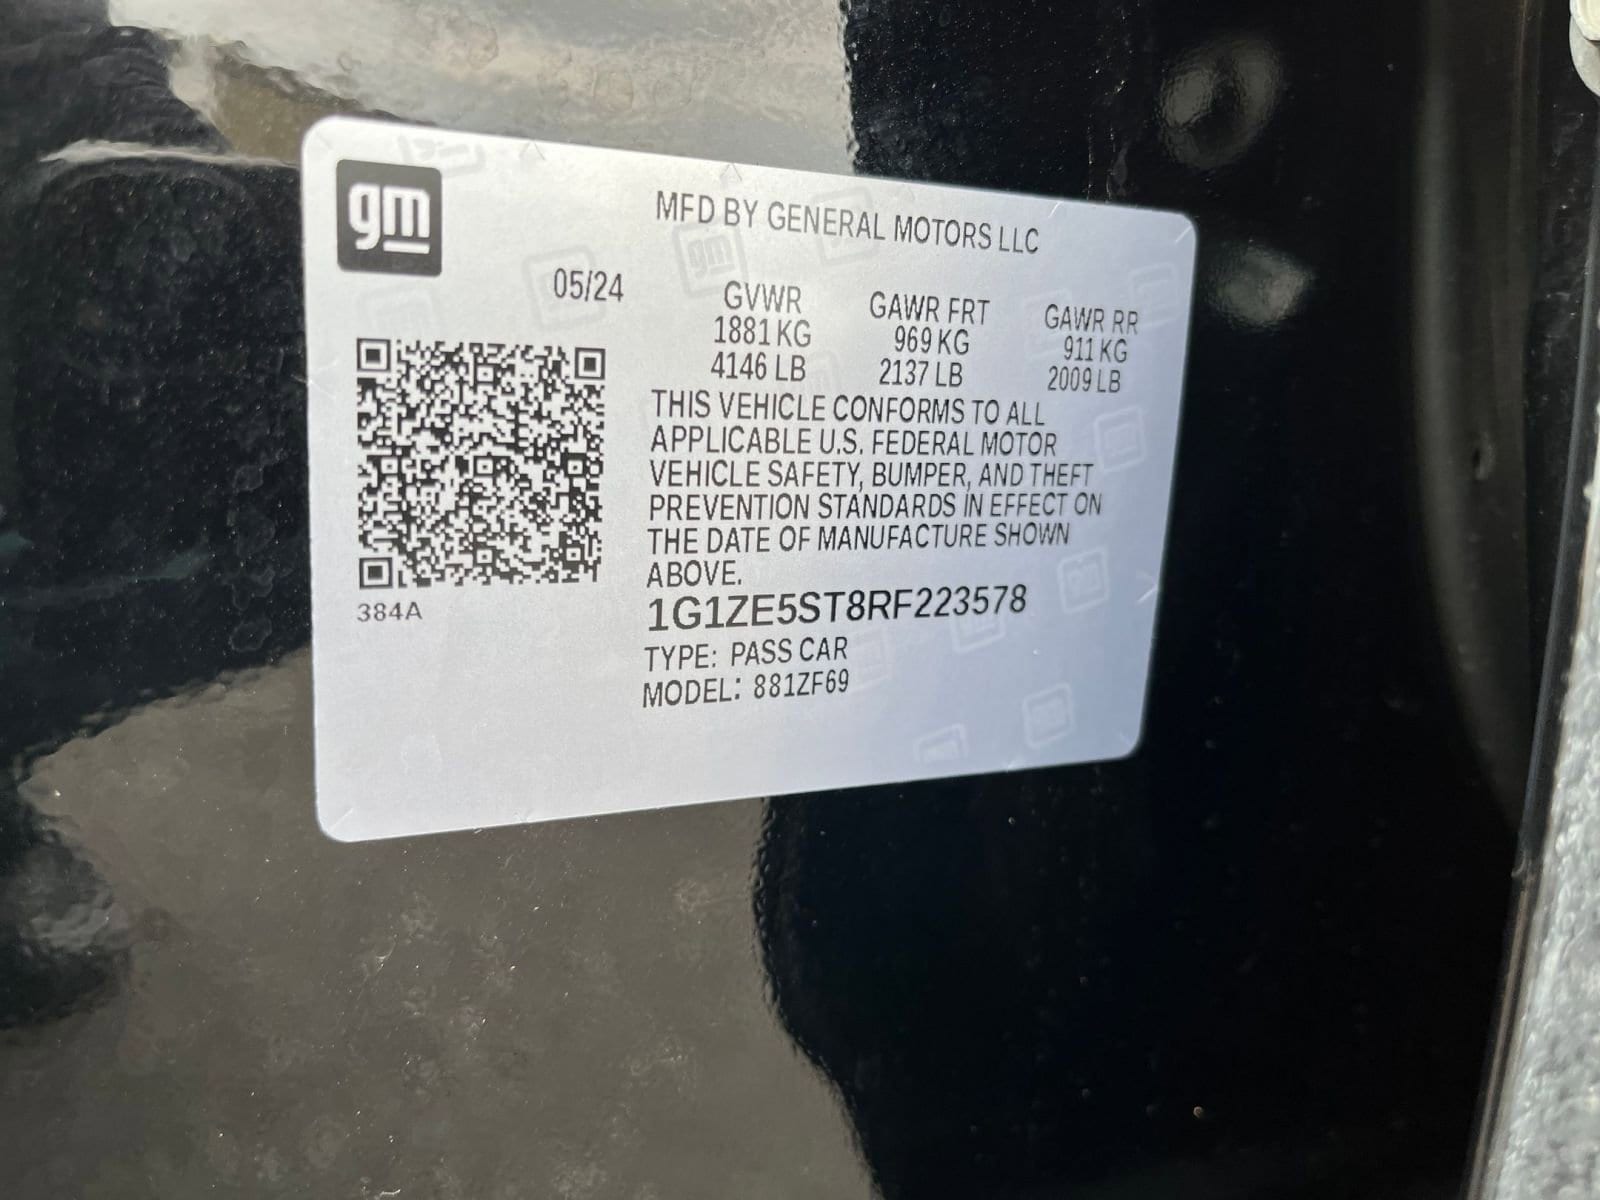 gm
MFD BY GENERAL MOTORS LLC
05/24
GVWR GAWR FRT GAWR RR
1881 KG 969 KG 911 KG
4146 LB 2137 LB 2009 LB
THIS VEHICLE CONFORMS TO ALL
APPLICABLE U.S. FEDERAL MOTOR
VEHICLE SAFETY, BUMPER, AND THEFT
PREVENTION STANDARDS IN EFFECT ON
THE DATE OF MANUFACTURE SHOWN
ABOVE.
384A
1G1ZE5ST8RF223578
TYPE: PASS CAR
MODEL: 881ZF69